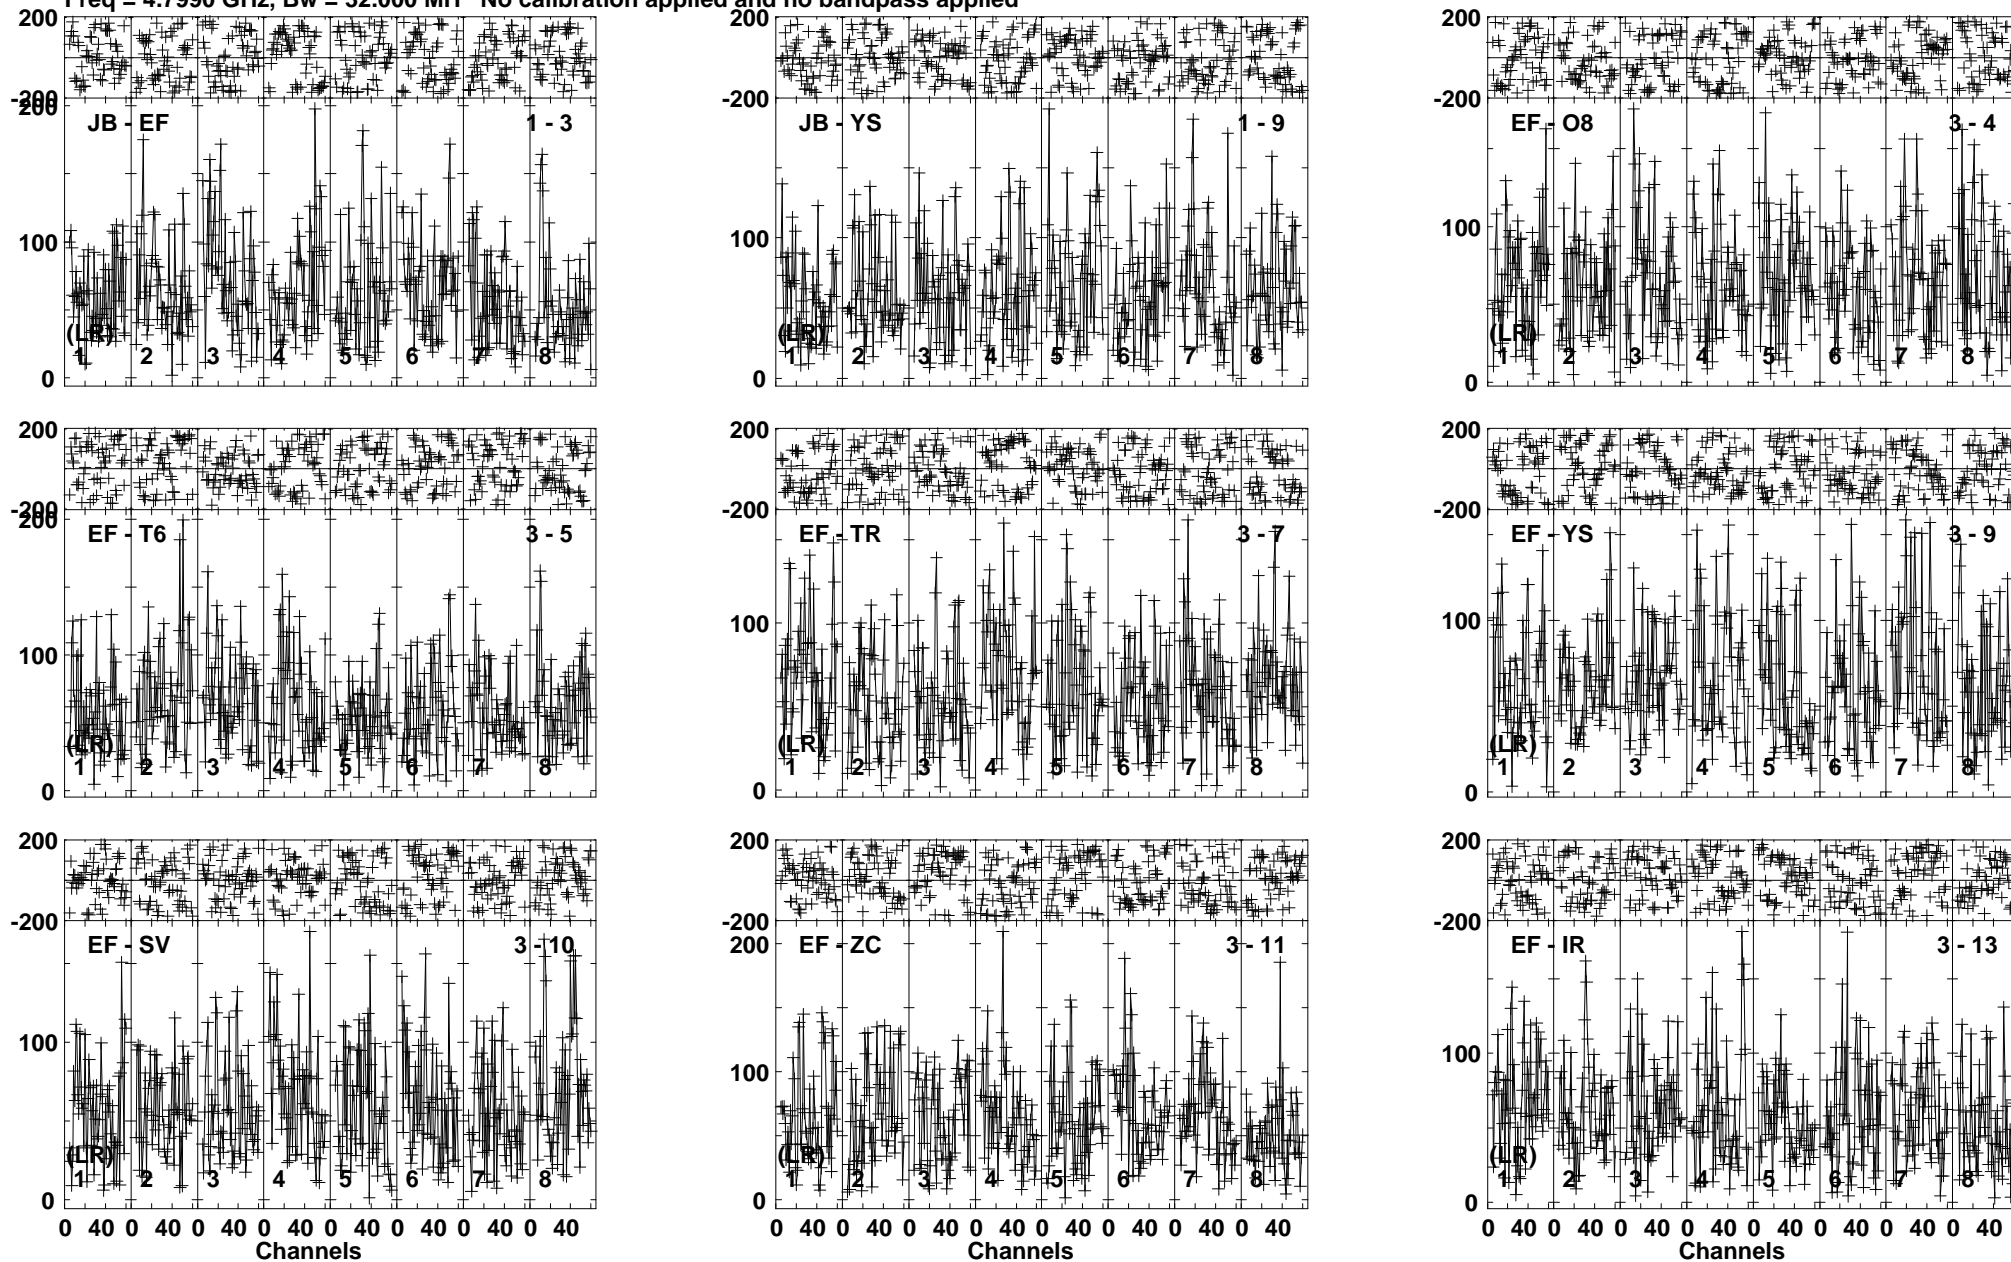 Freq = 4.7990 GHz, Bw = 32.000 MH No calibration applied and no bandpass applied
200 200 200
-200 -200 -200
200
JB - EF 1 - 3 JB - YS 1 - 9 EF - O8 3 - 4
100 100 100
(LR) (LR) (LR)
1 2 3 4 5 6 7 8 1 2 3 4 5 6 7 8 1 2 3 4 5 6 7 8
0 0 0
200 200 200
-200 -200 -200
200
EF - T6 3 - 5 EF - TR 3 - 7 EF - YS 3 - 9
100 100 100
(LR) (LR) (LR)
1 2 3 4 5 6 7 8 1 2 3 4 5 6 7 8 1 2 3 4 5 6 7 8
0 0 0
200 200 200
-200 -200 -200
EF - SV 3 - 10 EF - ZC 3 - 11 EF - IR 3 - 13
200
100 100 100
(LR) (LR) (LR)
1 2 3 4 5 6 7 8 1 2 3 4 5 6 7 8 1 2 3 4 5 6 7 8
0 0 0
0 40 0 40 0 40 0 40 0 40 0 40 0 40 0 40 0 40 0 40 0 40 0 40 0 40 0 40 0 40 0 40 0 40 0 40 0 40 0 40 0 40 0 40 0 40 0 40
Channels Channels Channels